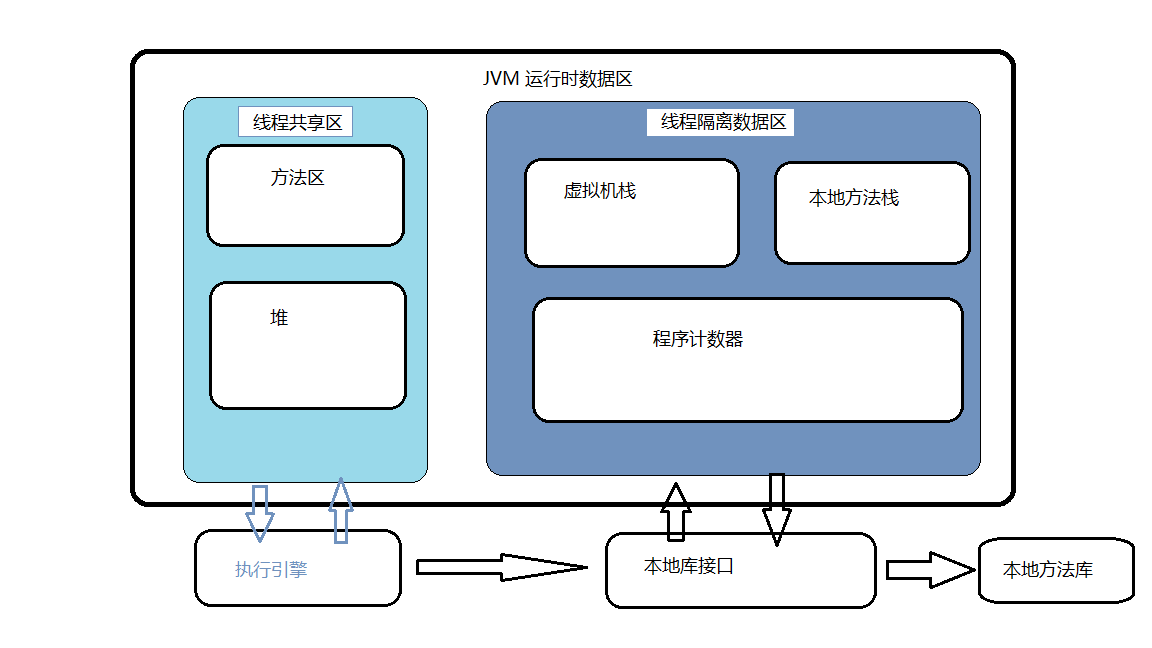 JVM 运行时数据区
线程共享区
方法区
堆
线程隔离数据区
虚拟机栈
本地方法栈
程序计数器
执行引擎
本地库接口
本地方法库